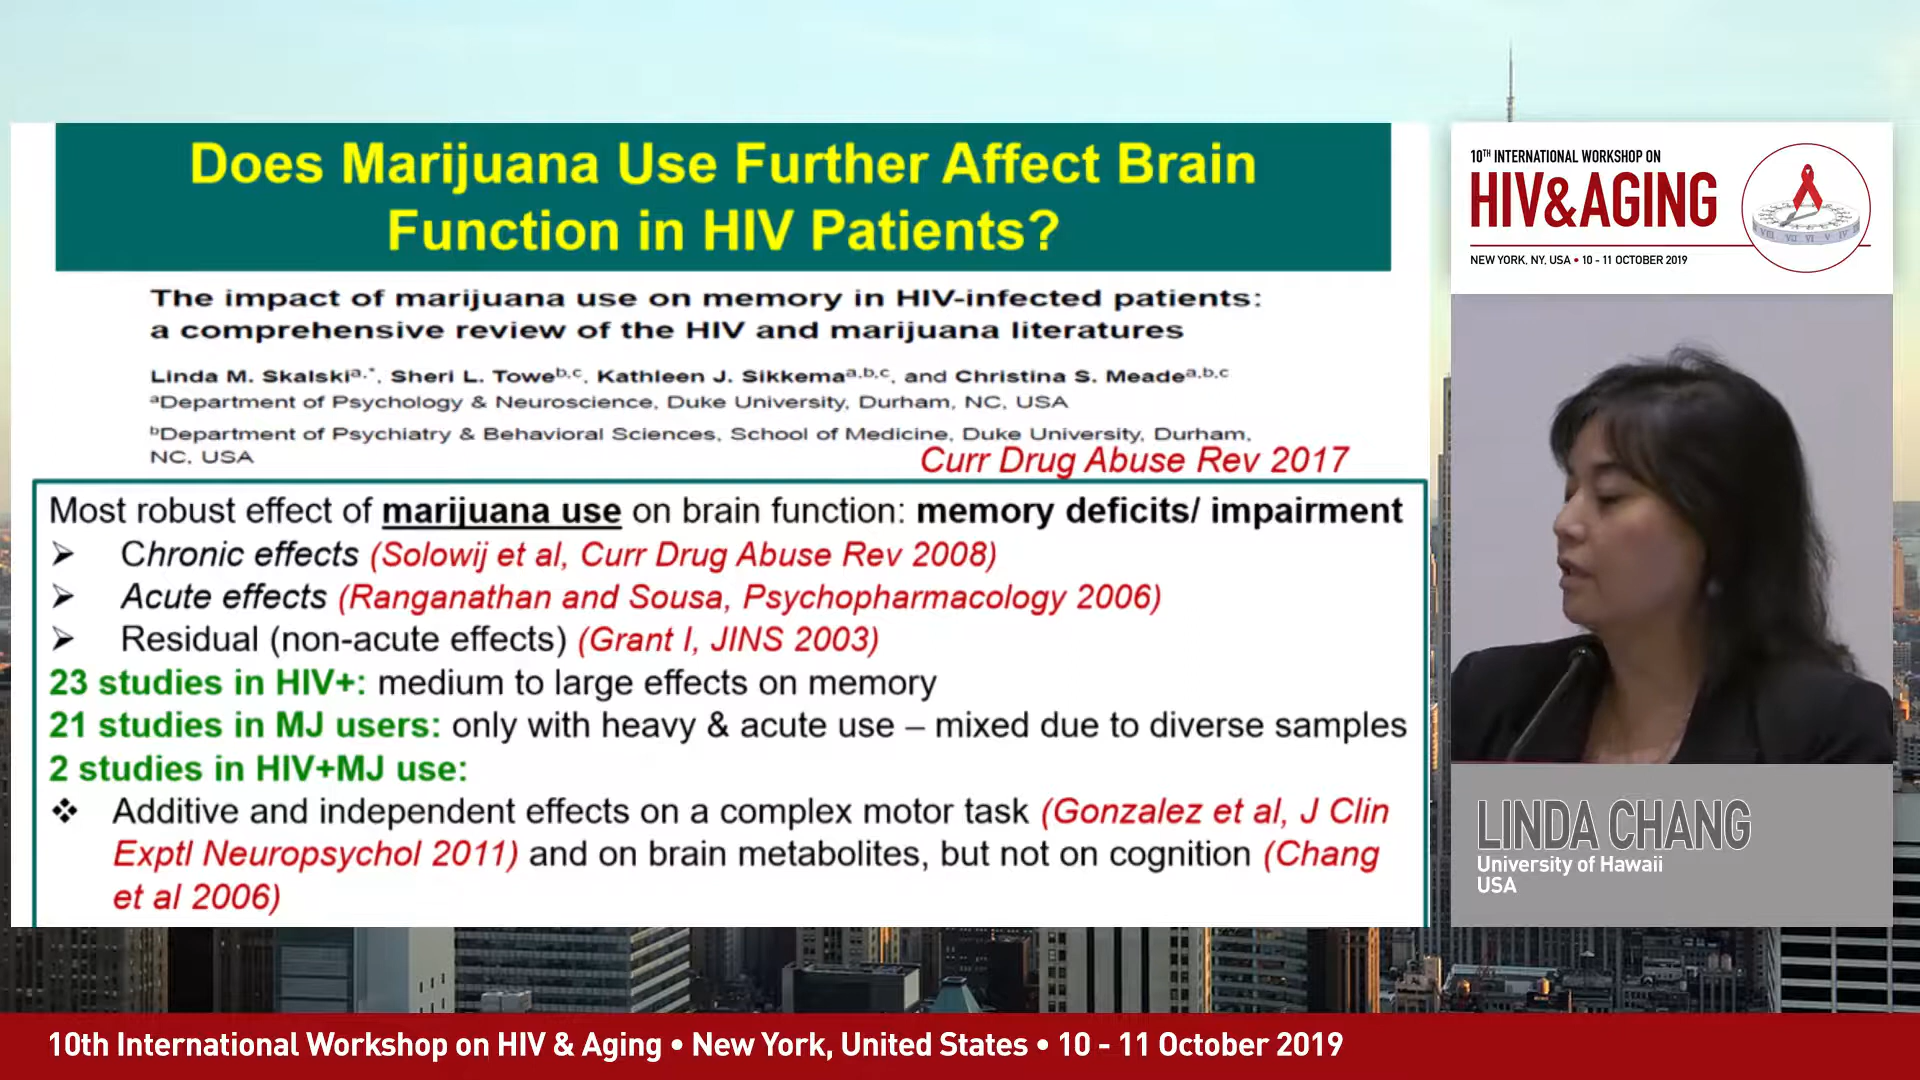 Does Marijuana Use Further Affect Brain
Function in HIV Patients?
The impact of marijuana use on memory in HIV-infected patients:
a comprehensive review of the HIV and marijuana literatures
Linda M. Skalskia,*, Sheri L. Toweb,c, Kathleen J. Sikkemaa,b,c, and Christina S. Meadea,b,c
aDepartment of Psychology & Neuroscience, Duke University, Durham, NC, USA
bDepartment of Psychiatry & Behavioral Sciences, School of Medicine, Duke University, Durham,
NC, USA
Curr Drug Abuse Rev 2017
Most robust effect of marijuana use on brain function: memory deficits/ impairment
➢ Chronic effects (Solowij et al, Curr Drug Abuse Rev 2008)
➢ Acute effects (Ranganathan and Sousa, Psychopharmacology 2006)
➢ Residual (non-acute effects) (Grant I, JINS 2003)
23 studies in HIV+: medium to large effects on memory
21 studies in MJ users: only with heavy & acute use – mixed due to diverse samples
2 studies in HIV+MJ use:
❖ Additive and independent effects on a complex motor task (Gonzalez et al, J Clin
Exptl Neuropsychol 2011) and on brain metabolites, but not on cognition (Chang
et al 2006)
10TH INTERNATIONAL WORKSHOP ON
HIV&AGING
NEW YORK, NY, USA • 10 - 11 OCTOBER 2019
LINDA CHANG
University of Hawaii
USA
10th International Workshop on HIV & Aging • New York, United States • 10 - 11 October 2019